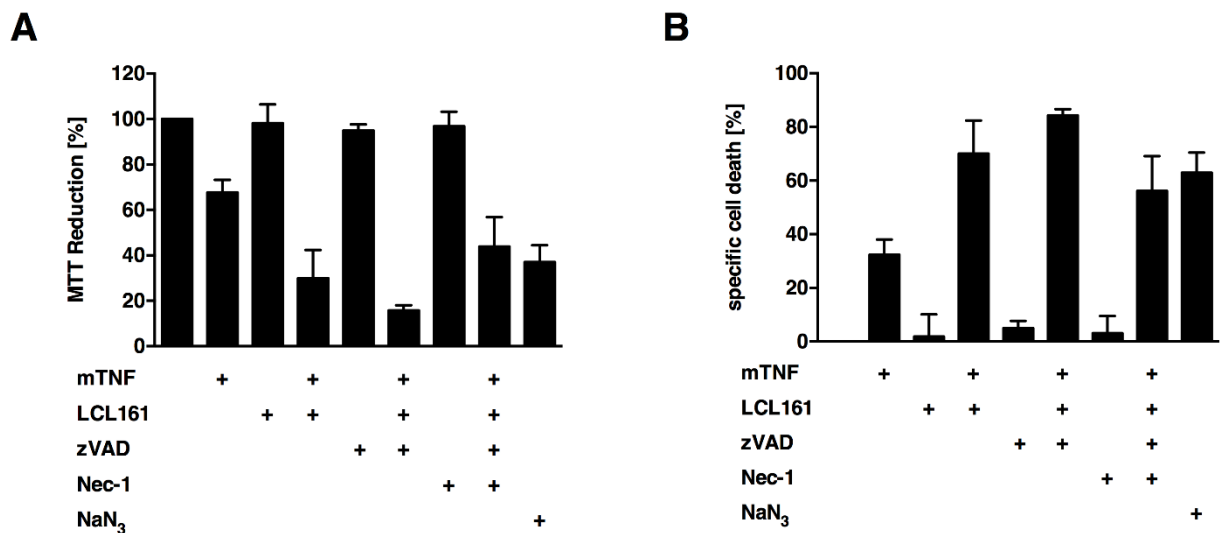 A
MTT Reduction [%]
120
100
80
60
40
20
0
mTNF + + + +
LCL161 + + + +
zVAD + + +
Nec-1 + +
NaN₃ +
B
specific cell death [%]
100
80
60
40
20
0
mTNF + + + +
LCL161 + + + +
zVAD + + +
Nec-1 + +
NaN₃ +